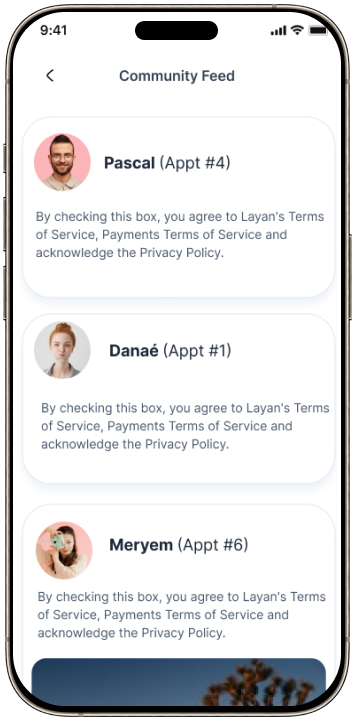 9:41
Community Feed
Pascal (Appt #4)
By checking this box, you agree to Layan's Terms
of Service, Payments Terms of Service and
acknowledge the Privacy Policy.
Danaé (Appt #1)
By checking this box, you agree to Layan's Terms
of Service, Payments Terms of Service and
acknowledge the Privacy Policy.
Meryem (Appt #6)
By checking this box, you agree to Layan's Terms
of Service, Payments Terms of Service and
acknowledge the Privacy Policy.